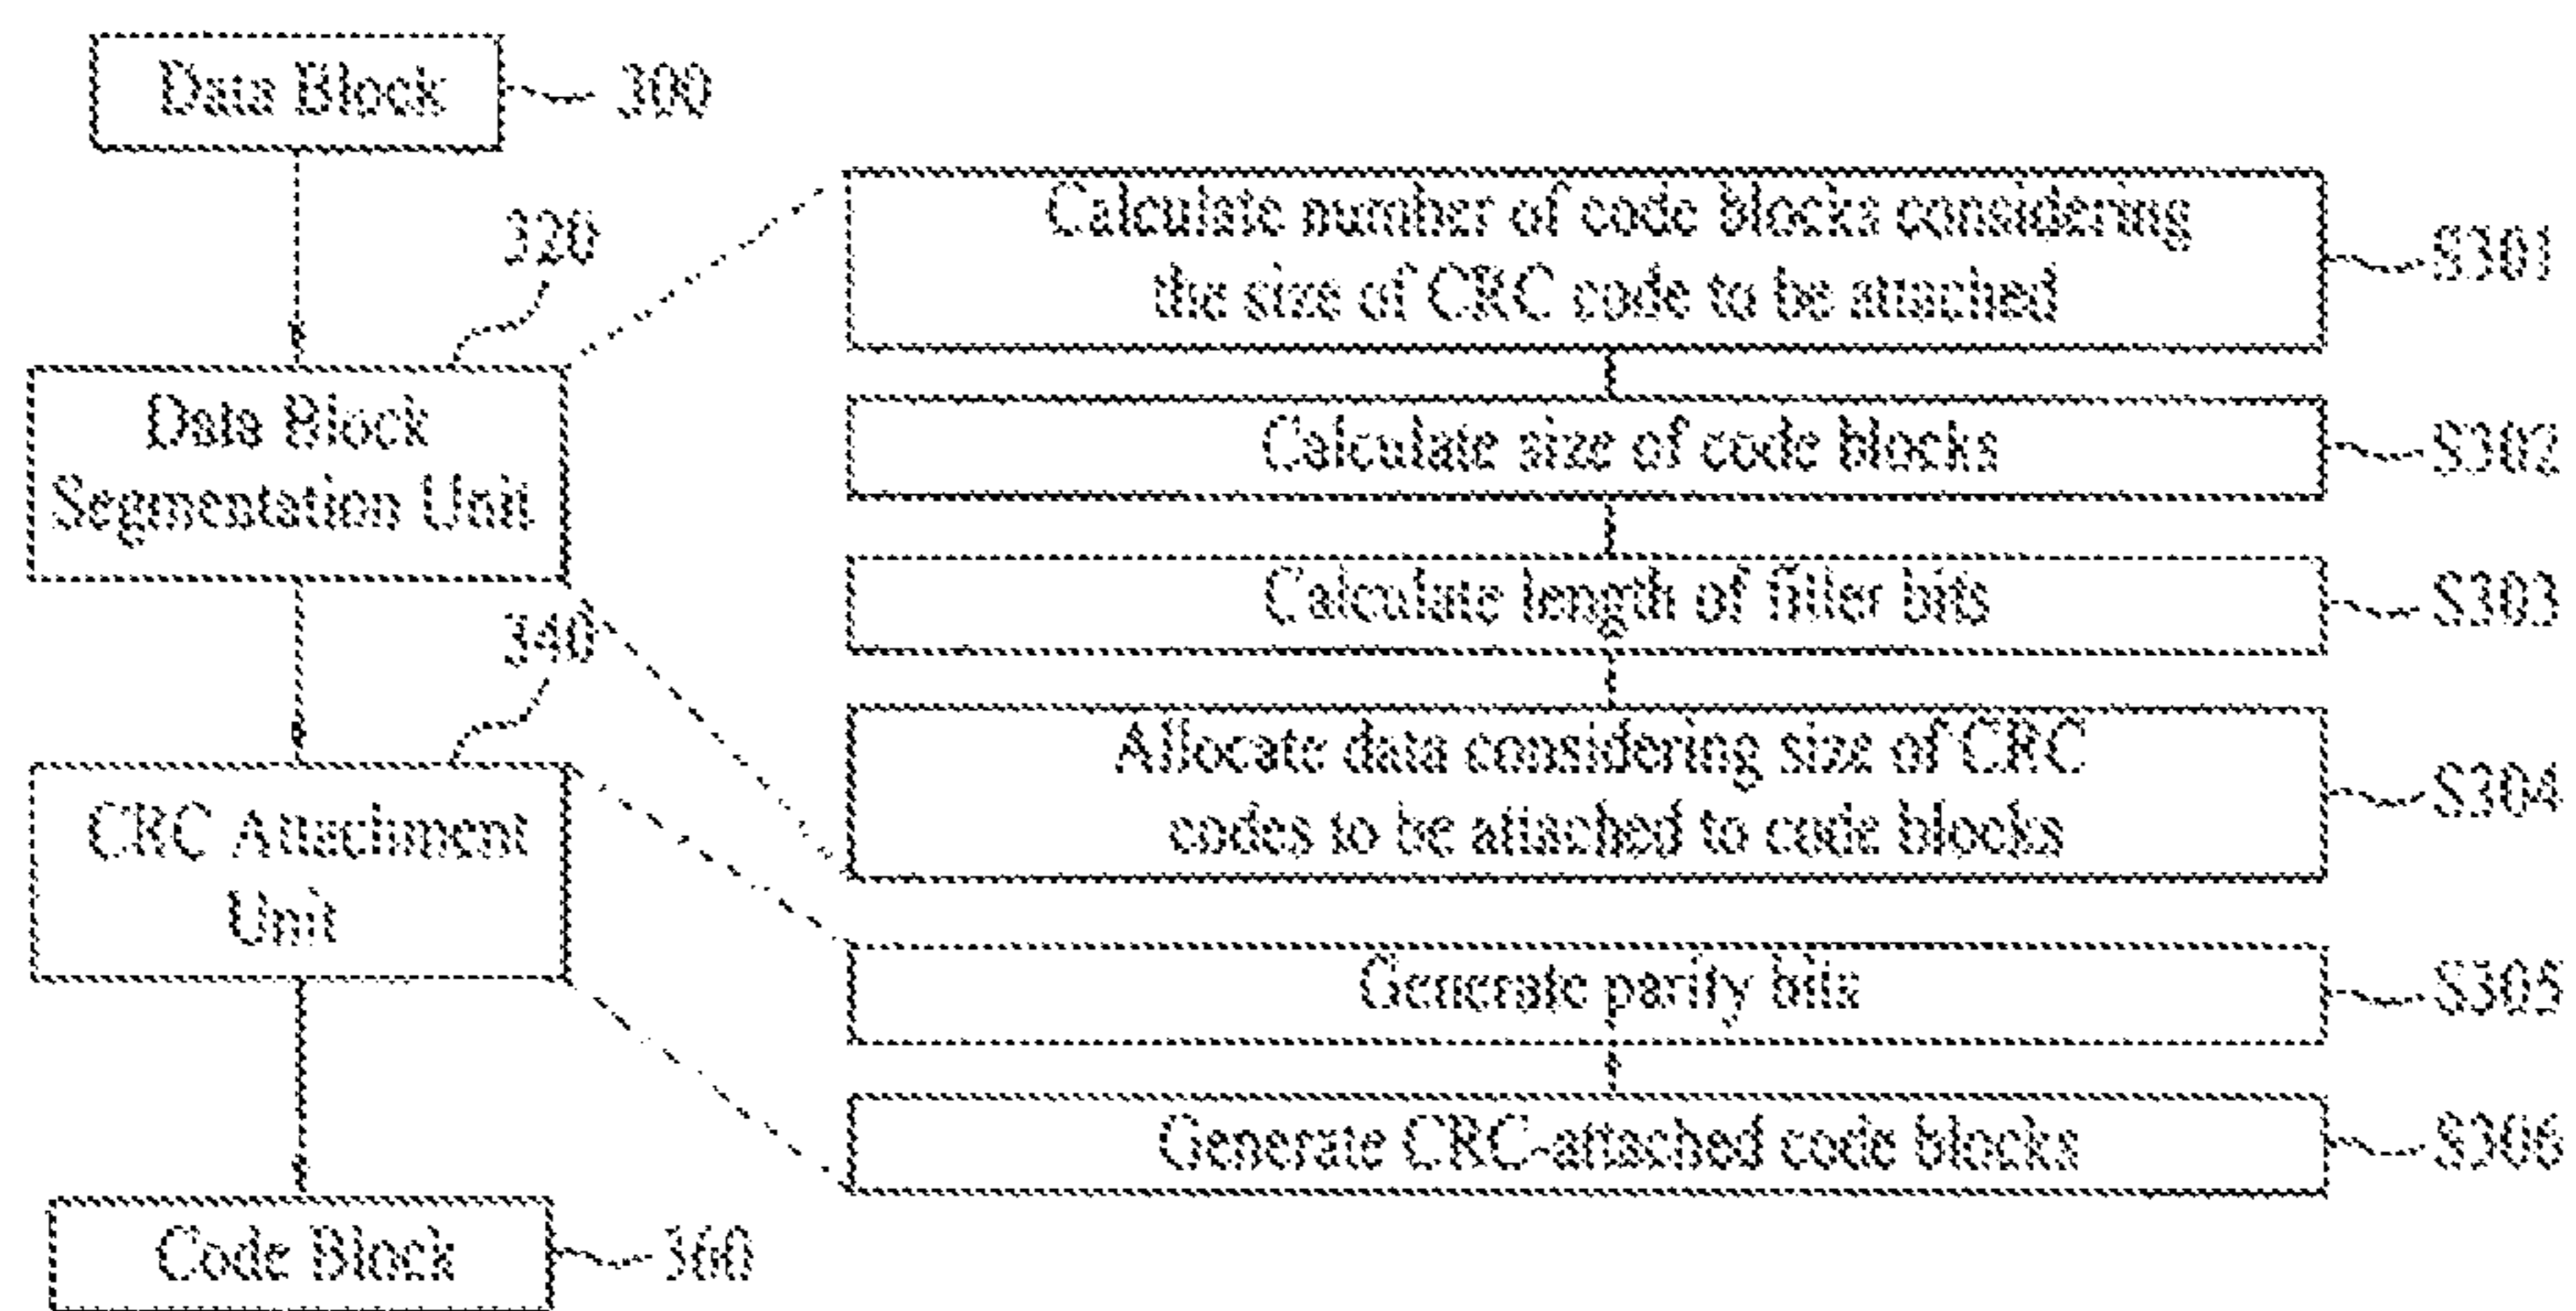 Data Block
300
320
Data Block
Segmentation Unit
340
CRC Attachment
Unit
Code Block
360
Calculate number of code blocks considering
the size of CRC code to be attached
S301
Calculate size of code blocks
S302
Calculate length of filler bits
S303
Allocate data considering size of CRC
codes to be attached to code blocks
S304
Generate parity bits
S305
Generate CRC-attached code blocks
S306